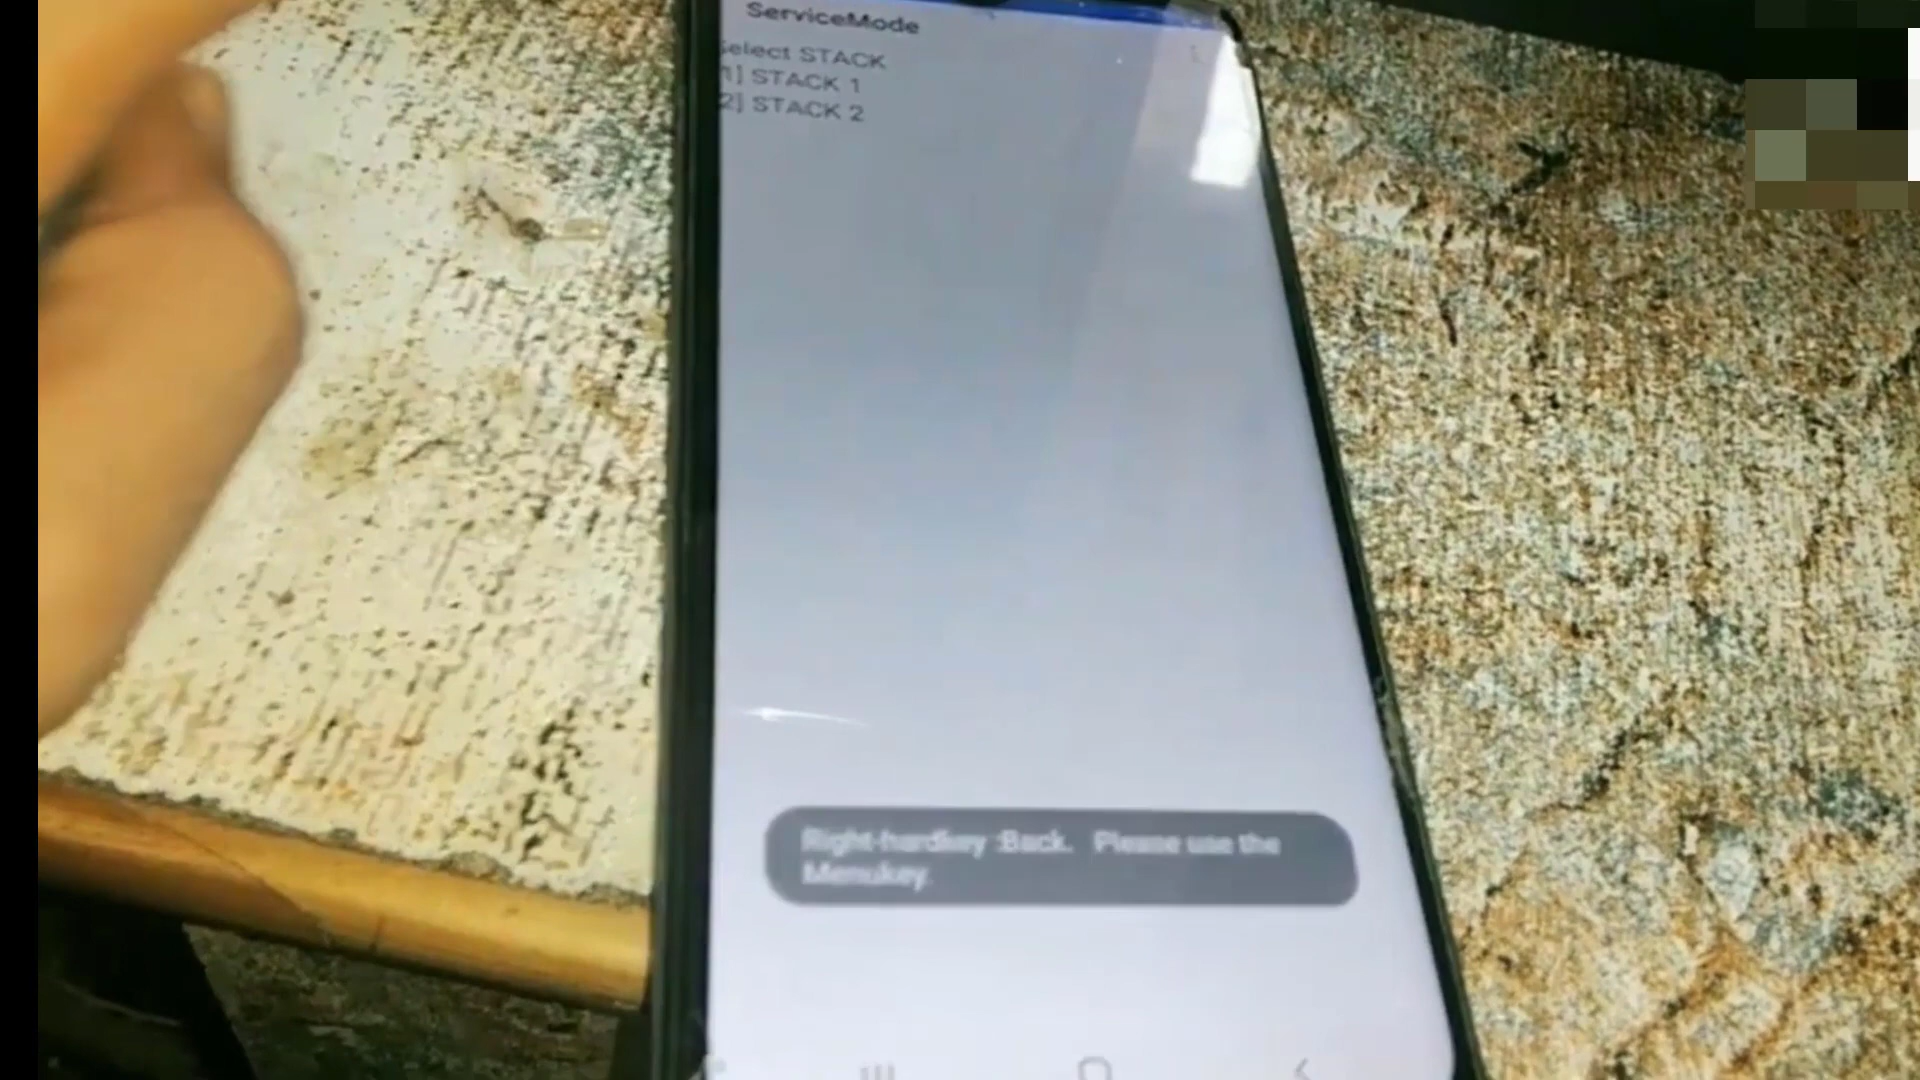 ServiceMode
Select STACK
1] STACK 1
2] STACK 2
Right-hardkey :Back. Please use the
Menukey.